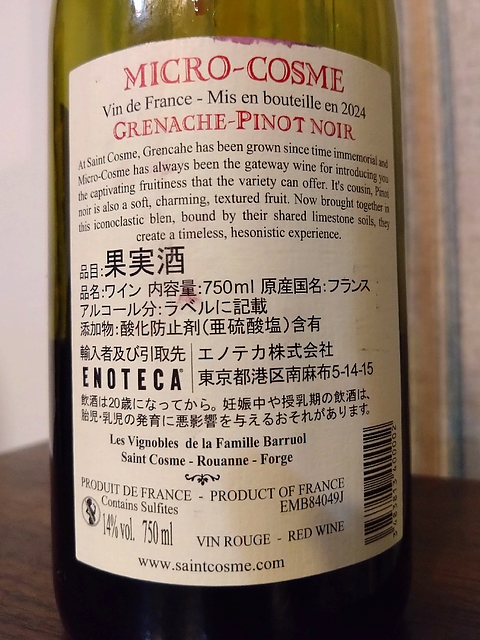 MICRO-COSME
Vin de France - Mis en bouteille en 2024
GRENACHE-PINOT NOIR
At Saint Cosme, Grencahe has been grown since time immemorial and
Micro-Cosme has always been the gateway wine for introducing you
the captivating fruitiness that the variety can offer. It's cousin, Pinot
noir is also a soft, charming, textured fruit. Now brought together in
this iconoclastic blen, bound by their shared limestone soils, they
create a timeless, hesonistic experience.
品目:果実酒
品名:ワイン 内容量:750ml 原産国名:フランス
アルコール分:ラベルに記載
添加物:酸化防止剤(亜硫酸塩)含有
輸入者及び引取先 エノテカ株式会社
ENOTECA 東京都港区南麻布5-14-15
飲酒は20歳になってから。妊娠中や授乳期の飲酒は、
胎児・乳児の発育に悪影響を与えるおそれがあります。
Les Vignobles de la Famille Barruol
Saint Cosme - Rouanne - Forge
PRODUIT DE FRANCE - PRODUCT OF FRANCE
Contains Sulfites EMB84049J
14% vol. 750 ml
VIN ROUGE - RED WINE
www.saintcosme.com